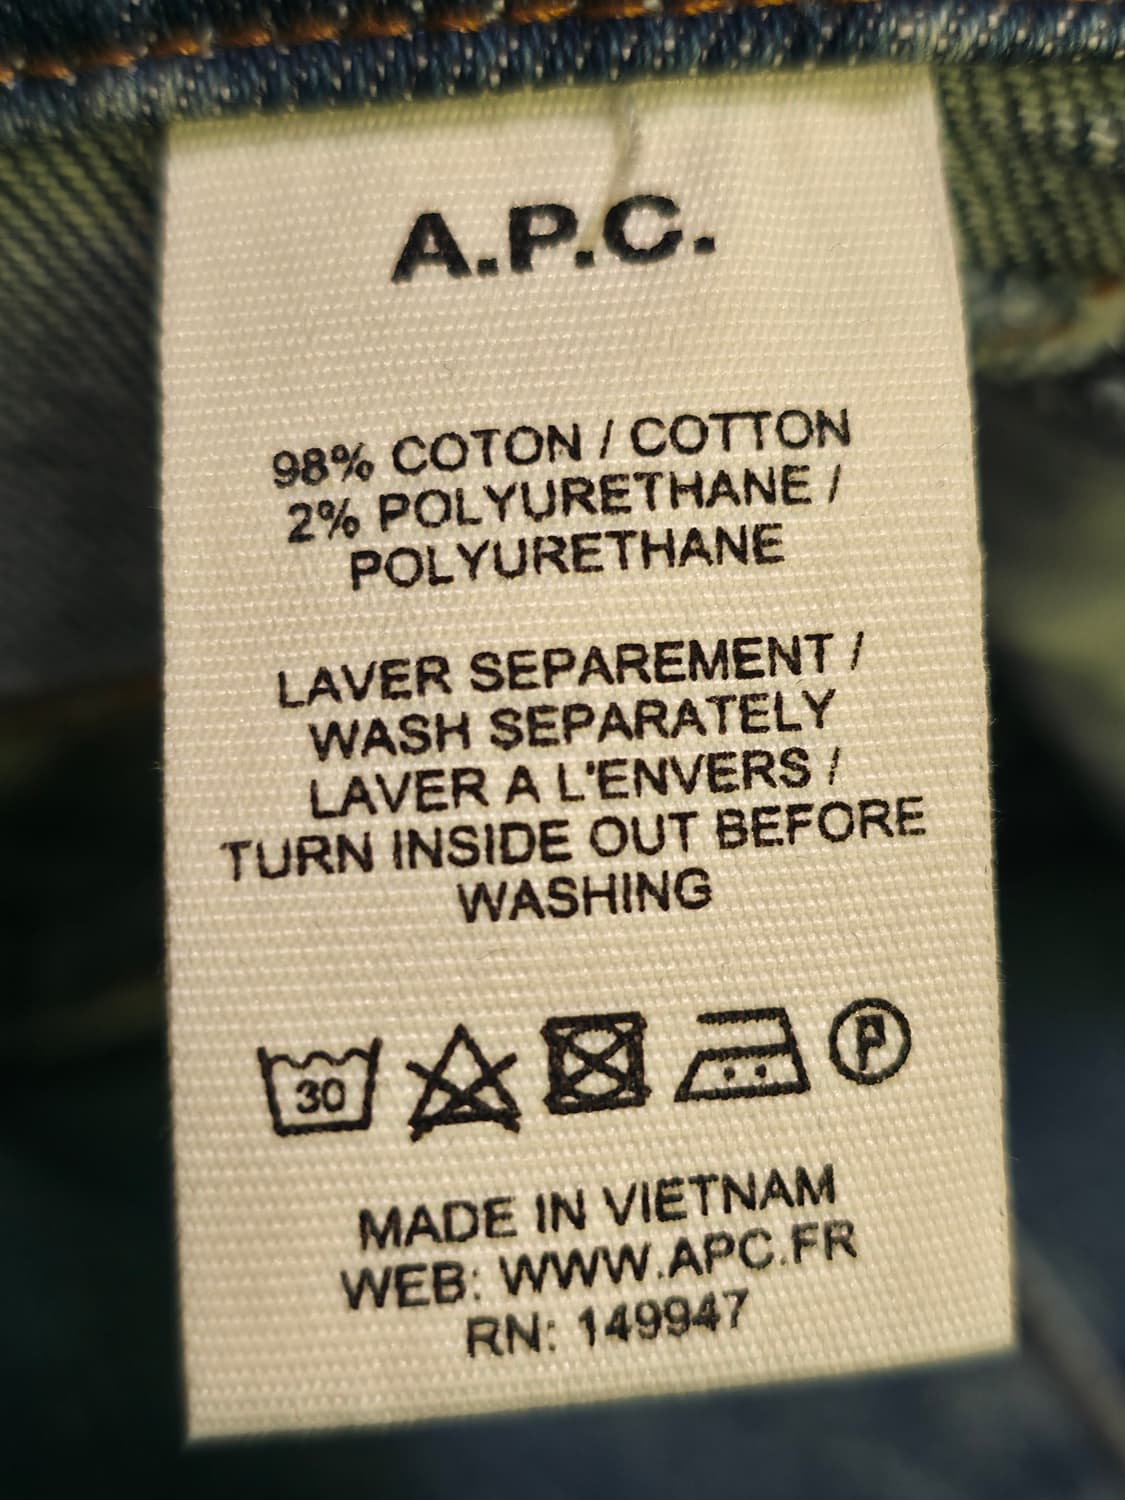 A.P.C.
98% COTON / COTTON
2% POLYURETHANE /
POLYURETHANE
LAVER SEPAREMENT /
WASH SEPARATELY
LAVER A L'ENVERS /
TURN INSIDE OUT BEFORE
WASHING
30
P
MADE IN VIETNAM
WEB: WWW.APC.FR
RN: 149947